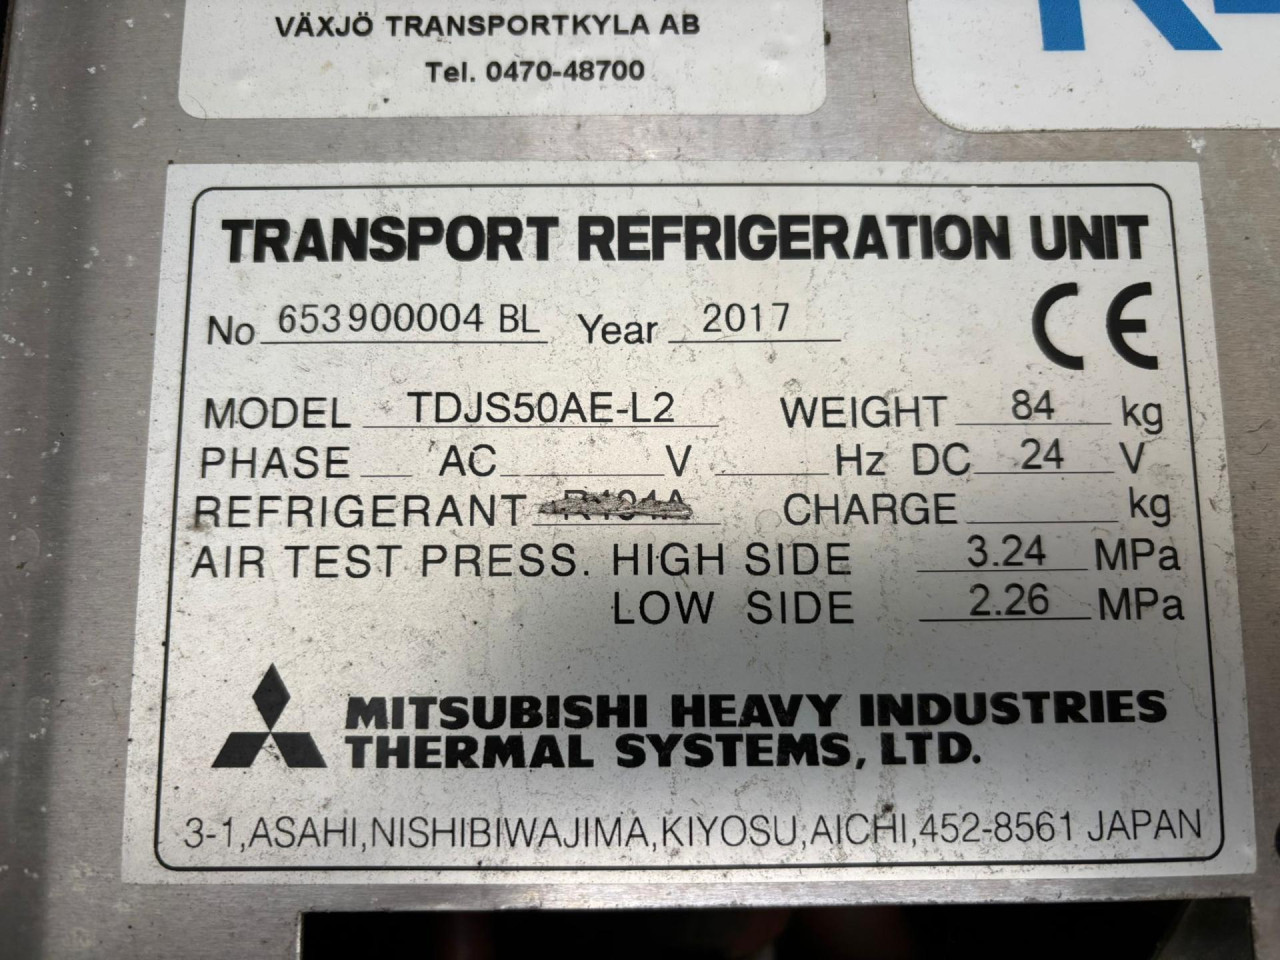 VÄXJÖ TRANSPORTKYLA AB
Tel. 0470-48700
TRANSPORT REFRIGERATION UNIT
No 653900004 BL Year 2017 CE
MODEL TDJS50AE-L2 WEIGHT 84 kg
PHASE AC V Hz DC 24 V
REFRIGERANT CHARGE kg
AIR TEST PRESS. HIGH SIDE 3.24 MPa
LOW SIDE 2.26 MPa
MITSUBISHI HEAVY INDUSTRIES
THERMAL SYSTEMS, LTD.
3-1,ASAHI,NISHIBIWAJIMA,KIYOSU,AICHI,452-8561 JAPAN